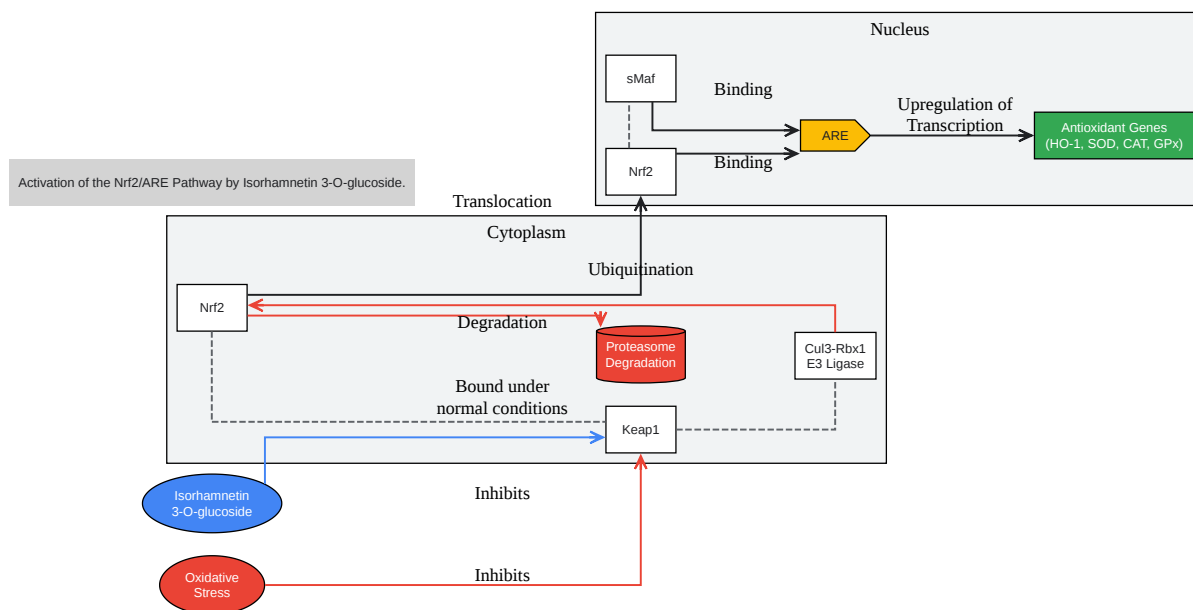 Nucleus
sMaf
Binding
Upregulation of
Transcription
ARE
Antioxidant Genes
(HO-1, SOD, CAT, GPx)
Binding
Nrf2
Activation of the Nrf2/ARE Pathway by Isorhamnetin 3-O-glucoside.
Translocation
Cytoplasm
Ubiquitination
Nrf2
Degradation
Proteasome
Degradation
Cul3-Rbx1
E3 Ligase
Bound under
normal conditions
Keap1
Isorhamnetin
3-O-glucoside
Inhibits
Oxidative
Stress
Inhibits